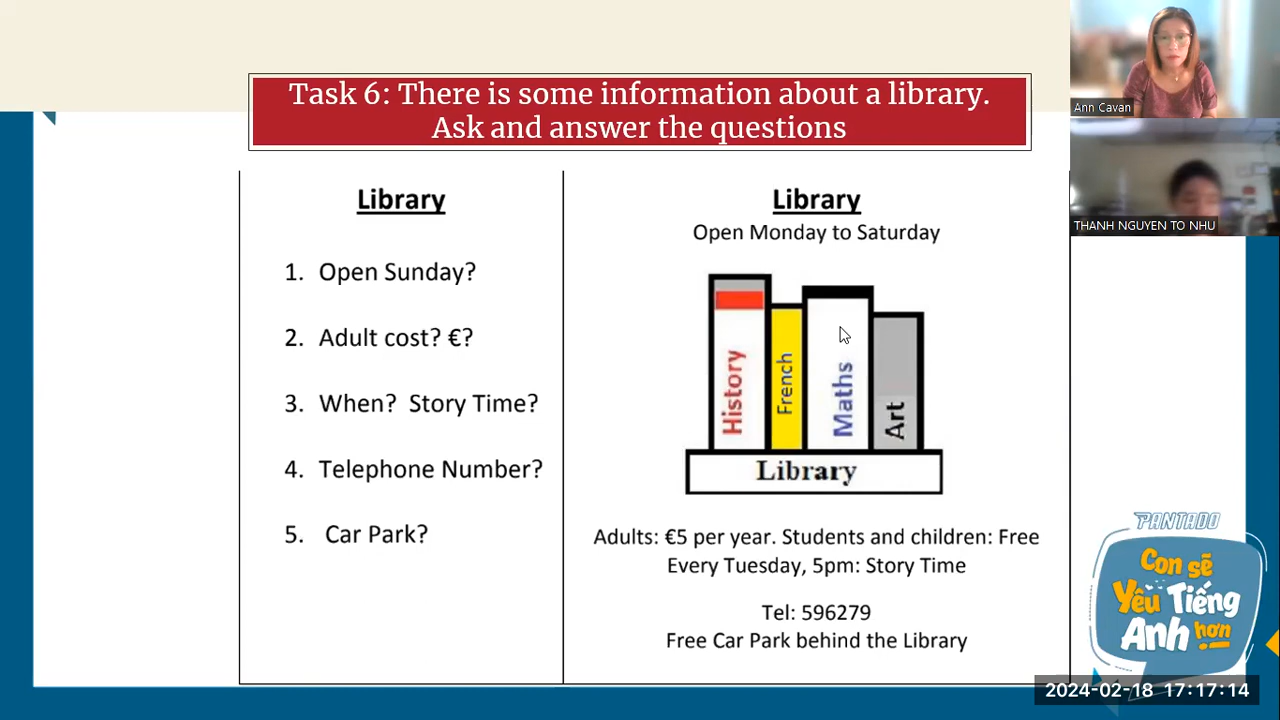 Task 6: There is some information about a library.
Ask and answer the questions
Ann Cavan
THANH NGUYEN TO NHU
Library
1. Open Sunday?
2. Adult cost? €?
3. When? Story Time?
4. Telephone Number?
5. Car Park?
Library
Open Monday to Saturday
History
French
Maths
Art
Library
Adults: €5 per year. Students and children: Free
Every Tuesday, 5pm: Story Time
Tel: 596279
Free Car Park behind the Library
PANTADO
Con sẽ
Yêu Tiếng
Anh hơn
2024-02-18 17:17:14